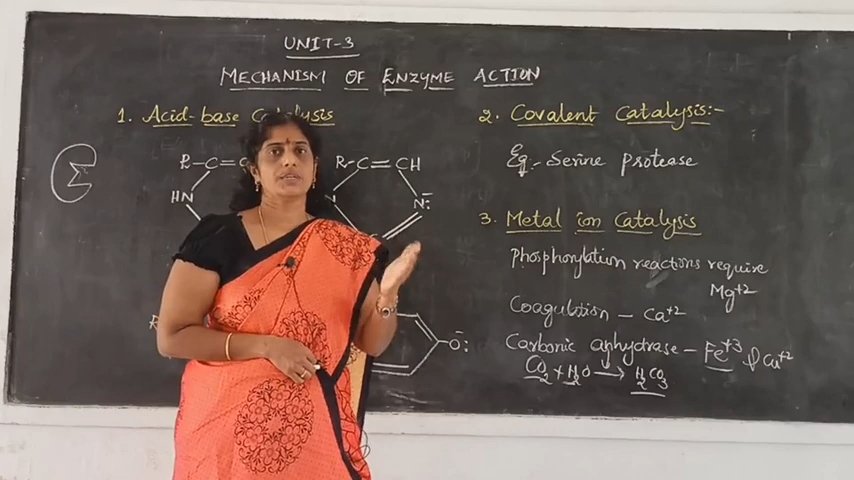 UNIT-3
MECHANISM OF ENZYME ACTION
1. Acid-base Catalysis
R-C=C
HN
R-C=CH
N:
-O:
2. Covalent Catalysis:-
Eg.- Serine protease
3. Metal ion Catalysis
Phosphorylation reactions require
Mg+2
Coagulation - Ca+2
Carbonic anhydrase - Fe+3 & Cu+2
CO2 + H2O → H2CO3